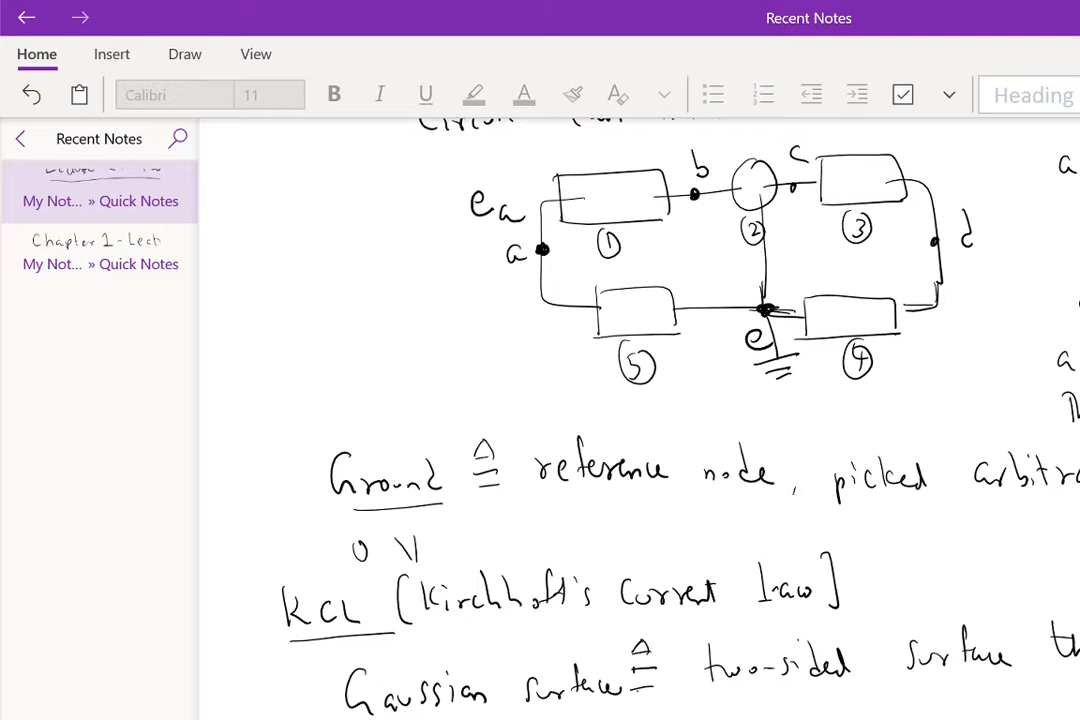 Recent Notes
Home Insert Draw View
Calibri 11 B I U A A Heading
Recent Notes
My Not... » Quick Notes
Chapter 1 - Lect
My Not... » Quick Notes
b c
e_a
a
① ② ③ d
e
⑤ ④
a
a
Ground ≜ reference node, picked arbitra
0 V
KCL (Kirchhoff's Current Law)
Gaussian surface ≜ two-sided surface th